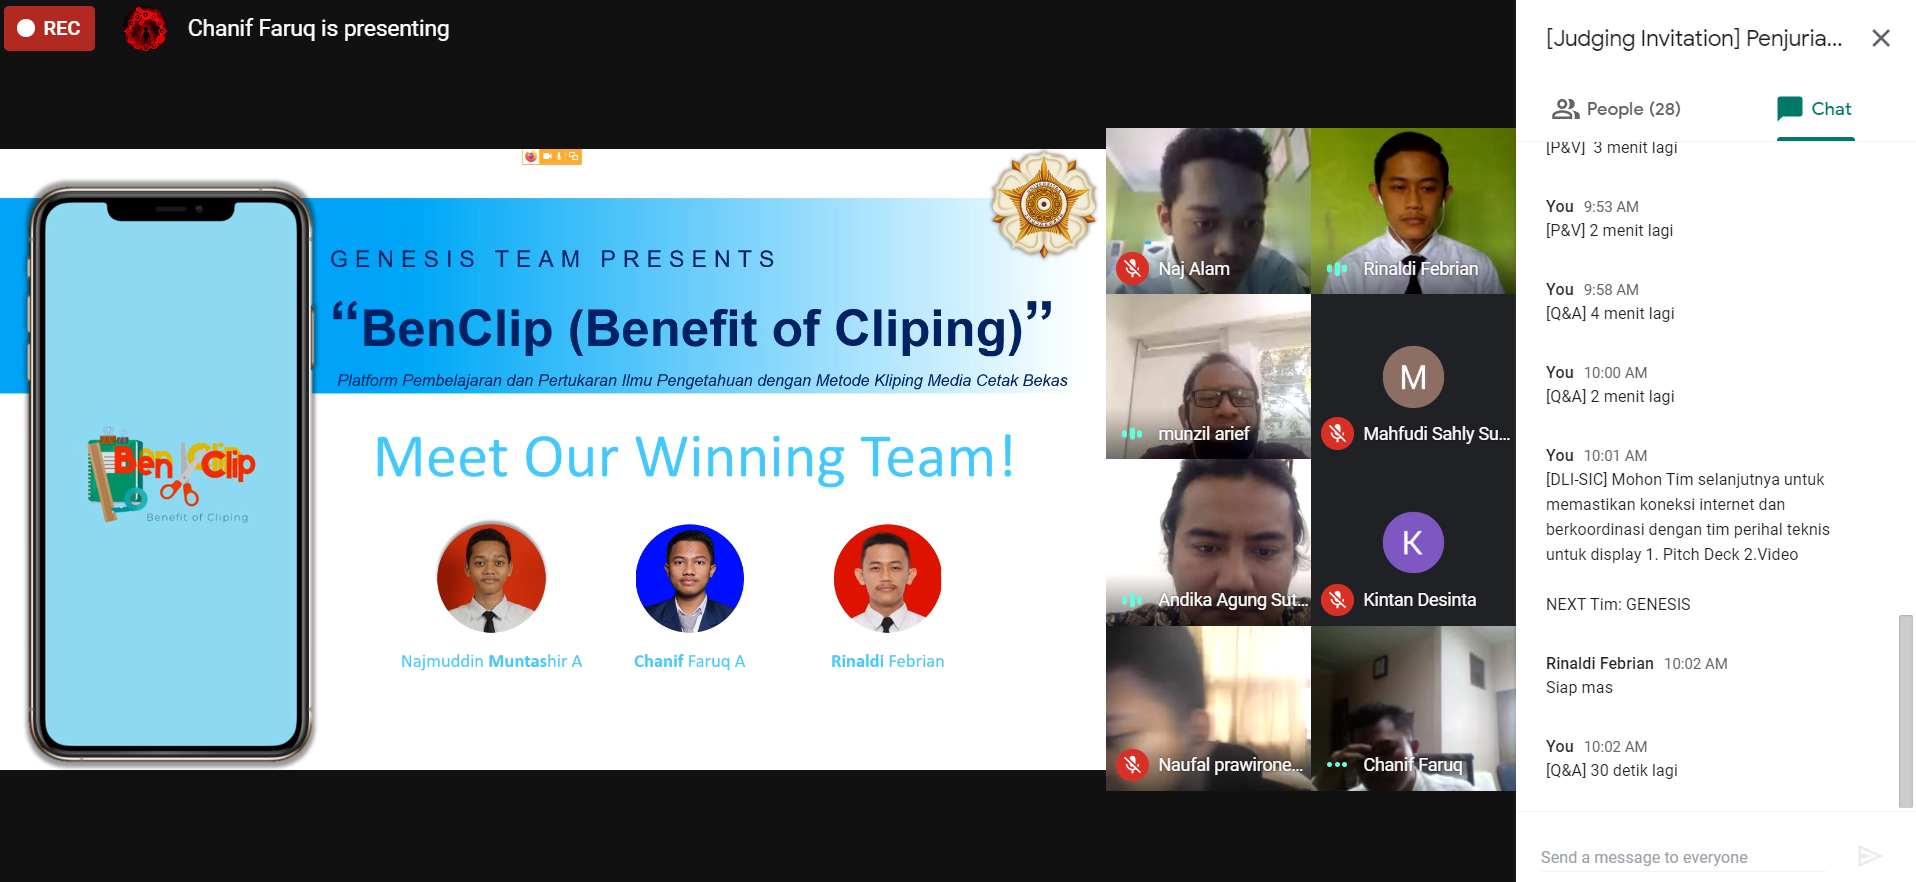 REC
Chanif Faruq is presenting
GENESIS TEAM PRESENTS
“BenClip (Benefit of Cliping)”
Platform Pembelajaran dan Pertukaran Ilmu Pengetahuan dengan Metode Kliping Media Cetak Bekas
Ben Clip
Benefit of Cliping
Meet Our Winning Team!
Najmuddin Muntashir A
Chanif Faruq A
Rinaldi Febrian
Naj Alam
Rinaldi Febrian
munzil arief
M
Mahfudi Sahly Su...
Andika Agung Sut...
K
Kintan Desinta
Naufal prawirone...
Chanif Faruq
[Judging Invitation] Penjuria...
People (28)
Chat
[P&V] 3 menit lagi
You 9:53 AM
[P&V] 2 menit lagi
You 9:58 AM
[Q&A] 4 menit lagi
You 10:00 AM
[Q&A] 2 menit lagi
You 10:01 AM
[DLI-SIC] Mohon Tim selanjutnya untuk
memastikan koneksi internet dan
berkoordinasi dengan tim perihal teknis
untuk display 1. Pitch Deck 2.Video
NEXT Tim: GENESIS
Rinaldi Febrian 10:02 AM
Siap mas
You 10:02 AM
[Q&A] 30 detik lagi
Send a message to everyone